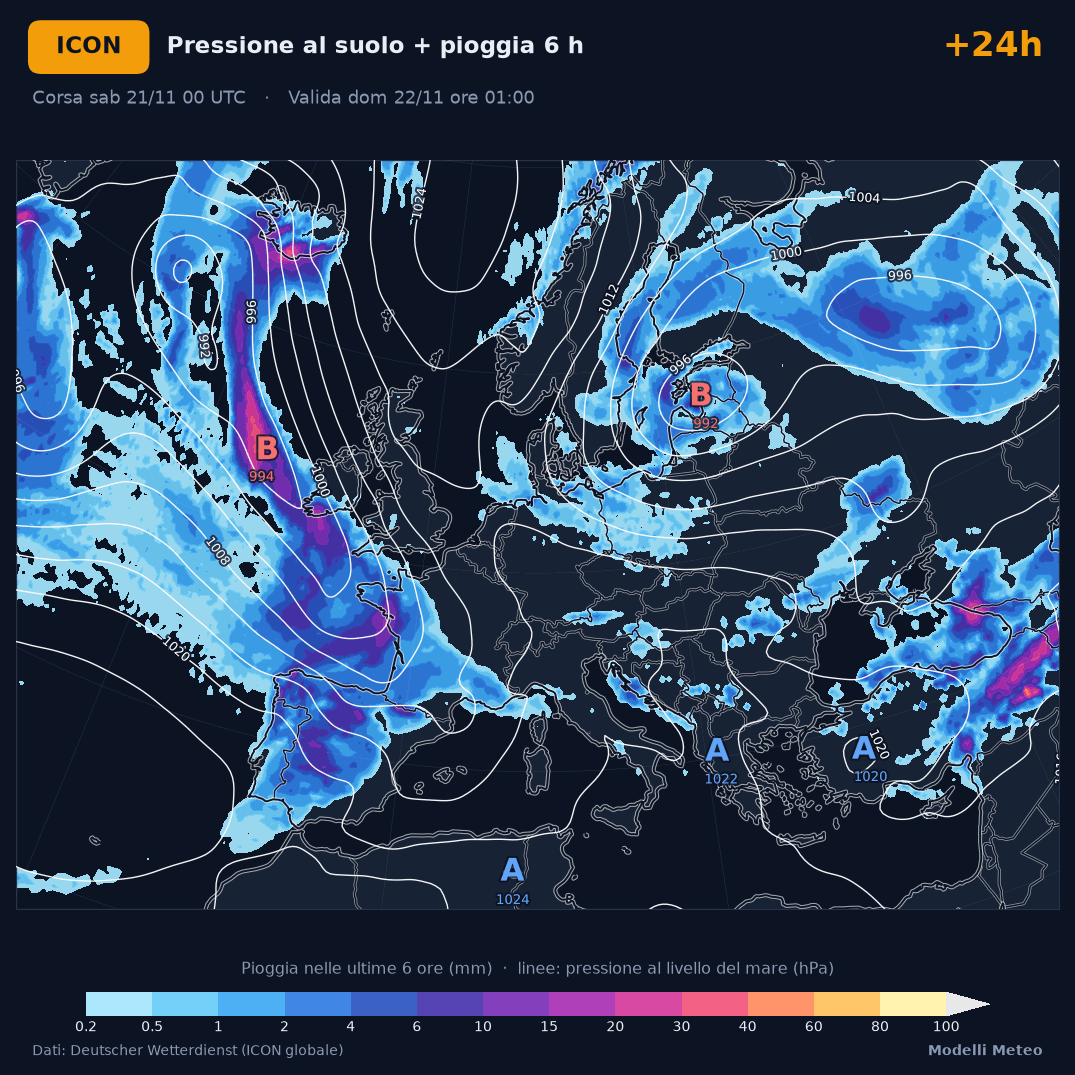 ICON
Pressione al suolo + pioggia 6 h
+24h
Corsa sab 21/11 00 UTC · Valida dom 22/11 ore 01:00
1024
1004
1000
996
1012
996
992
996
996
B
992
B
994
1000
1008
1020
A
1022
A
1020
1020
A
1024
Pioggia nelle ultime 6 ore (mm) · linee: pressione al livello del mare (hPa)
0.2 0.5 1 2 4 6 10 15 20 30 40 60 80 100
Dati: Deutscher Wetterdienst (ICON globale)
Modelli Meteo